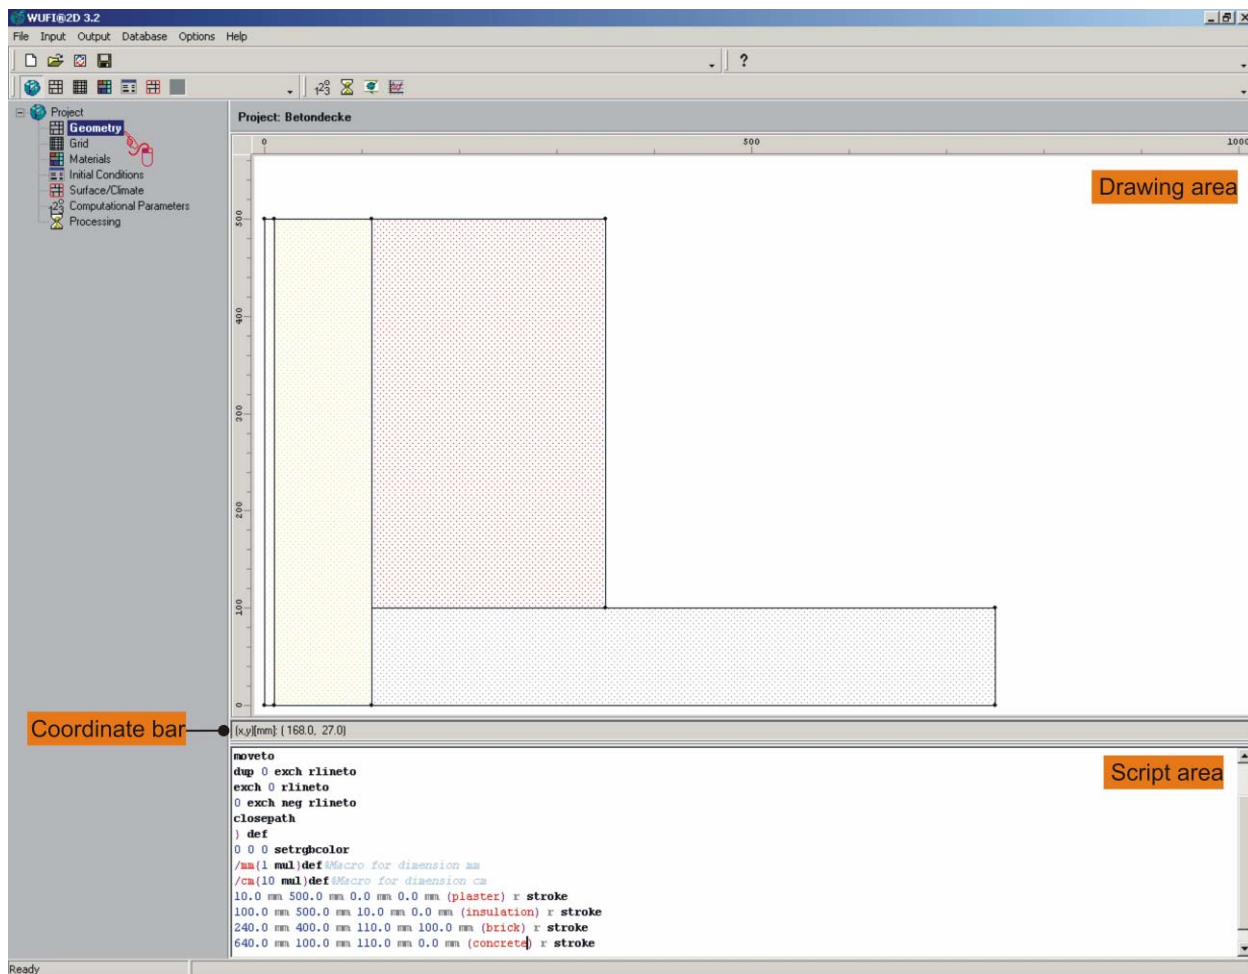 WUFI®2D 3.2
File Input Output Database Options Help
?
Project
Geometry
Grid
Materials
Initial Conditions
Surface/Climate
Computational Parameters
Processing
Project: Betondecke
0 500 1000
Drawing area
500
400
300
200
100
0
Coordinate bar
(x,y)[mm]: ( 168.0, 27.0)
Script area
moveto
dup 0 exch rlineto
exch 0 rlineto
0 exch neg rlineto
closepath
) def
0 0 0 setrgbcolor
/mm(1 mul)def%Macro for dimension mm
/cm(10 mul)def%Macro for dimension cm
10.0 mm 500.0 mm 0.0 mm 0.0 mm (plaster) r stroke
100.0 mm 500.0 mm 10.0 mm 0.0 mm (insulation) r stroke
240.0 mm 400.0 mm 110.0 mm 100.0 mm (brick) r stroke
640.0 mm 100.0 mm 110.0 mm 0.0 mm (concrete) r stroke
Ready